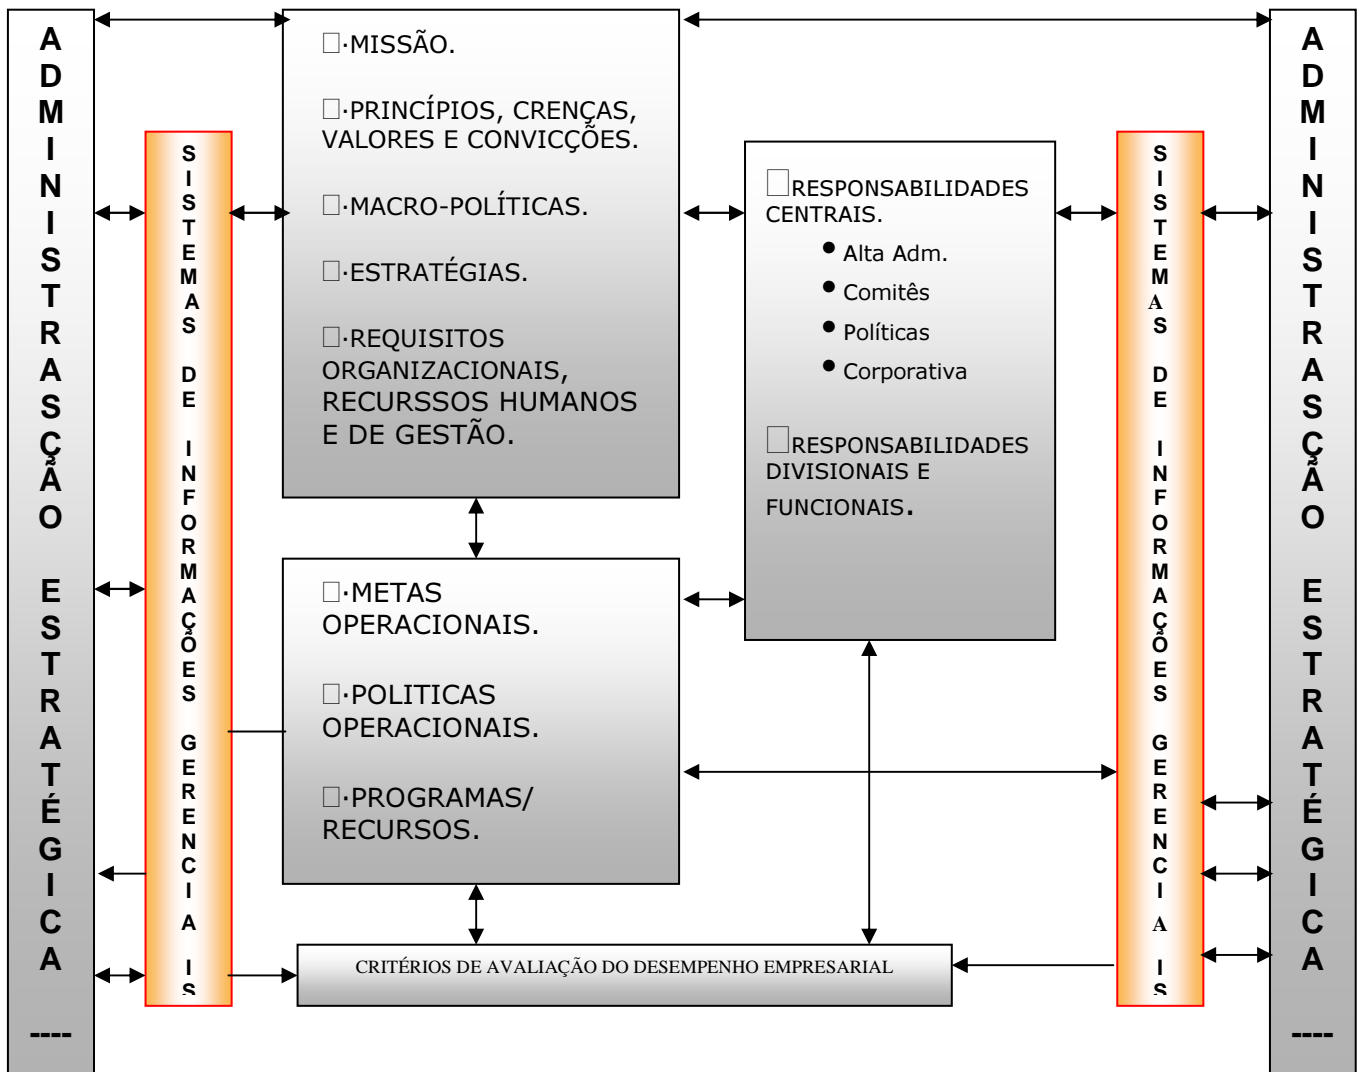 ADMINISTRASÇÃO ESTRATÉGICA ----
SISTEMAS DE INFORMAÇÕES GERENCIAIS
□·MISSÃO.
□·PRINCÍPIOS, CRENÇAS,
VALORES E CONVICÇÕES.
□·MACRO-POLÍTICAS.
□·ESTRATÉGIAS.
□·REQUISITOS
ORGANIZACIONAIS,
RECURSSOS HUMANOS
E DE GESTÃO.
□RESPONSABILIDADES
CENTRAIS.
• Alta Adm.
• Comitês
• Políticas
• Corporativa
□RESPONSABILIDADES
DIVISIONAIS E
FUNCIONAIS.
□·METAS
OPERACIONAIS.
□·POLITICAS
OPERACIONAIS.
□·PROGRAMAS/
RECURSOS.
CRITÉRIOS DE AVALIAÇÃO DO DESEMPENHO EMPRESARIAL
SISTEMAS DE INFORMAÇÕES GERENCIAIS
ADMINISTRASÇÃO ESTRATÉGICA ----